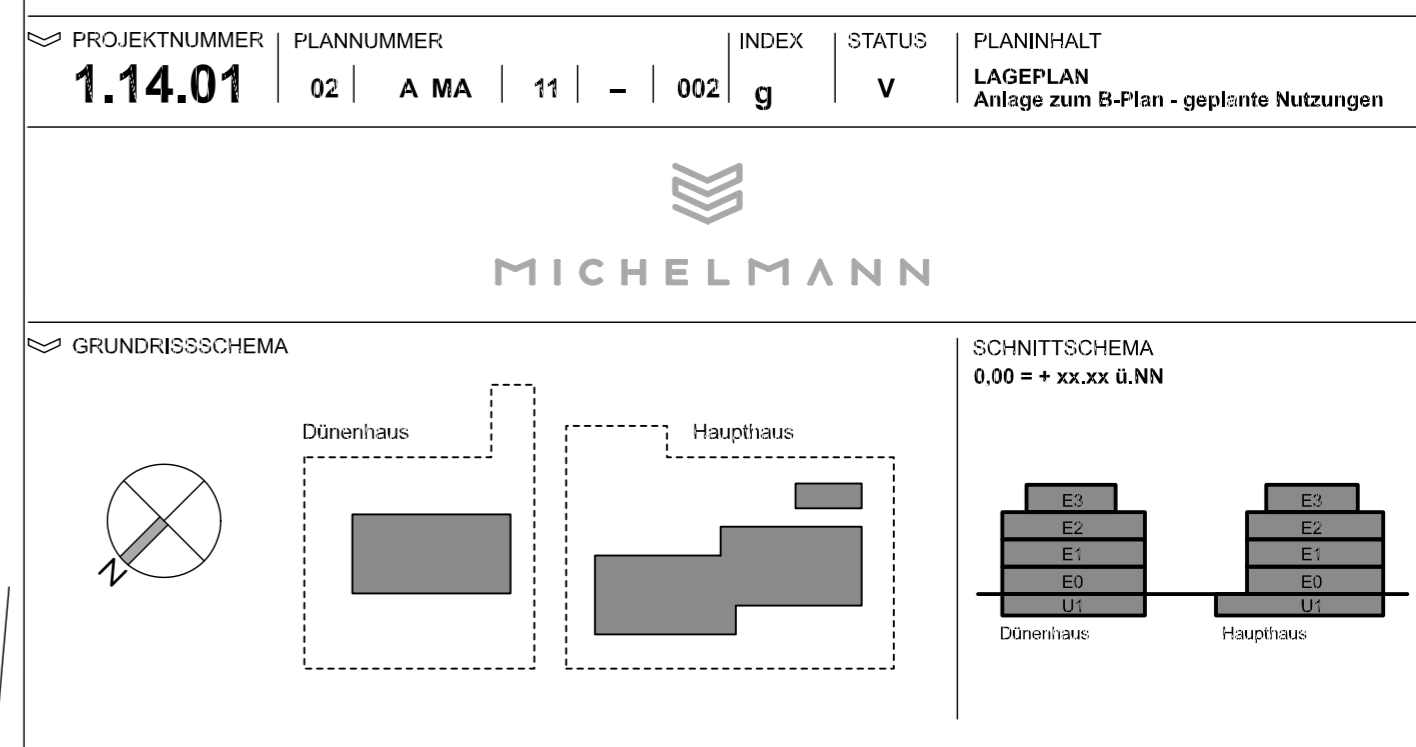 PROJEKTNUMMER PLANNUMMER INDEX STATUS PLANINHALT
1.14.01 02 A MA 11 – 002 g V LAGEPLAN
Anlage zum B-Plan - geplante Nutzungen
MICHELMANN
GRUNDRISSSCHEMA
SCHNITTSCHEMA
0,00 = + xx.xx ü.NN
Dünenhaus Haupthaus
N
E3 E3
E2 E2
E1 E1
E0 E0
U1 U1
Dünenhaus Haupthaus